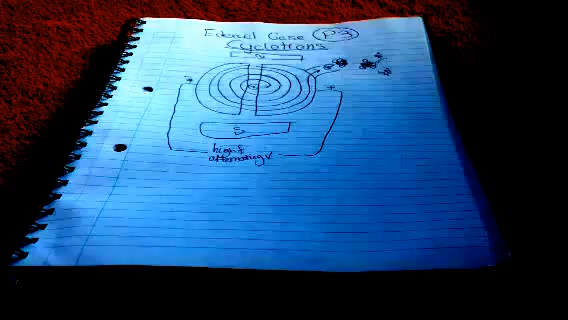 Edexcel Gcse P3
Cyclotrons
S
high f
alternating V